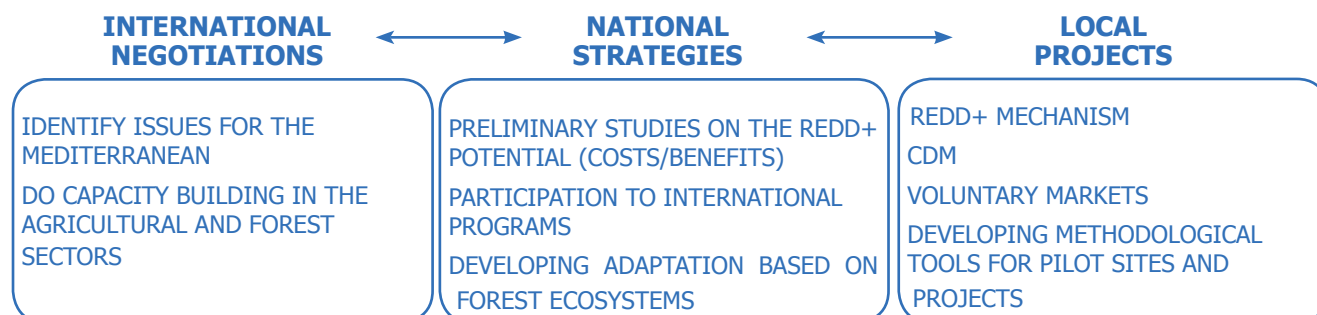 INTERNATIONAL
NEGOTIATIONS
NATIONAL
STRATEGIES
LOCAL
PROJECTS
IDENTIFY ISSUES FOR THE
MEDITERRANEAN
DO CAPACITY BUILDING IN THE
AGRICULTURAL AND FOREST
SECTORS
PRELIMINARY STUDIES ON THE REDD+
POTENTIAL (COSTS/BENEFITS)
PARTICIPATION TO INTERNATIONAL
PROGRAMS
DEVELOPING ADAPTATION BASED ON
FOREST ECOSYSTEMS
REDD+ MECHANISM
CDM
VOLUNTARY MARKETS
DEVELOPING METHODOLOGICAL
TOOLS FOR PILOT SITES AND
PROJECTS